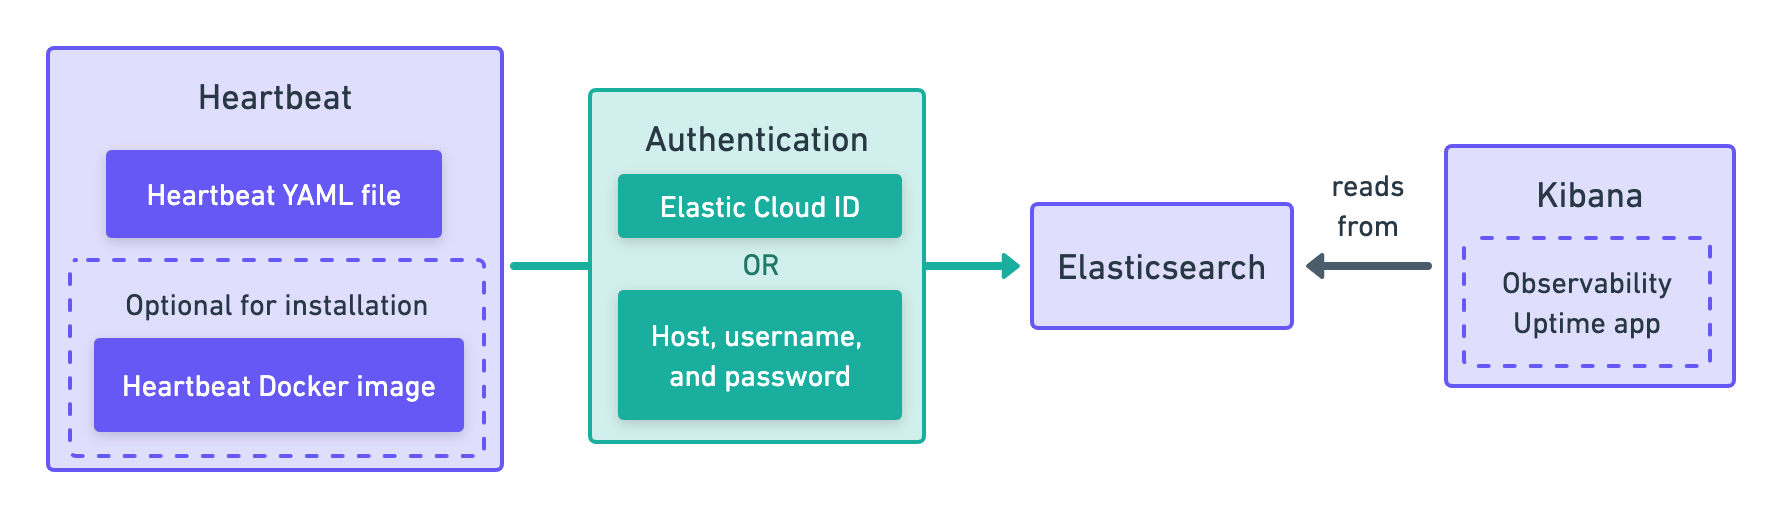 Heartbeat
Heartbeat YAML file
Optional for installation
Heartbeat Docker image
Authentication
Elastic Cloud ID
OR
Host, username,
and password
Elasticsearch
reads
from
Kibana
Observability
Uptime app